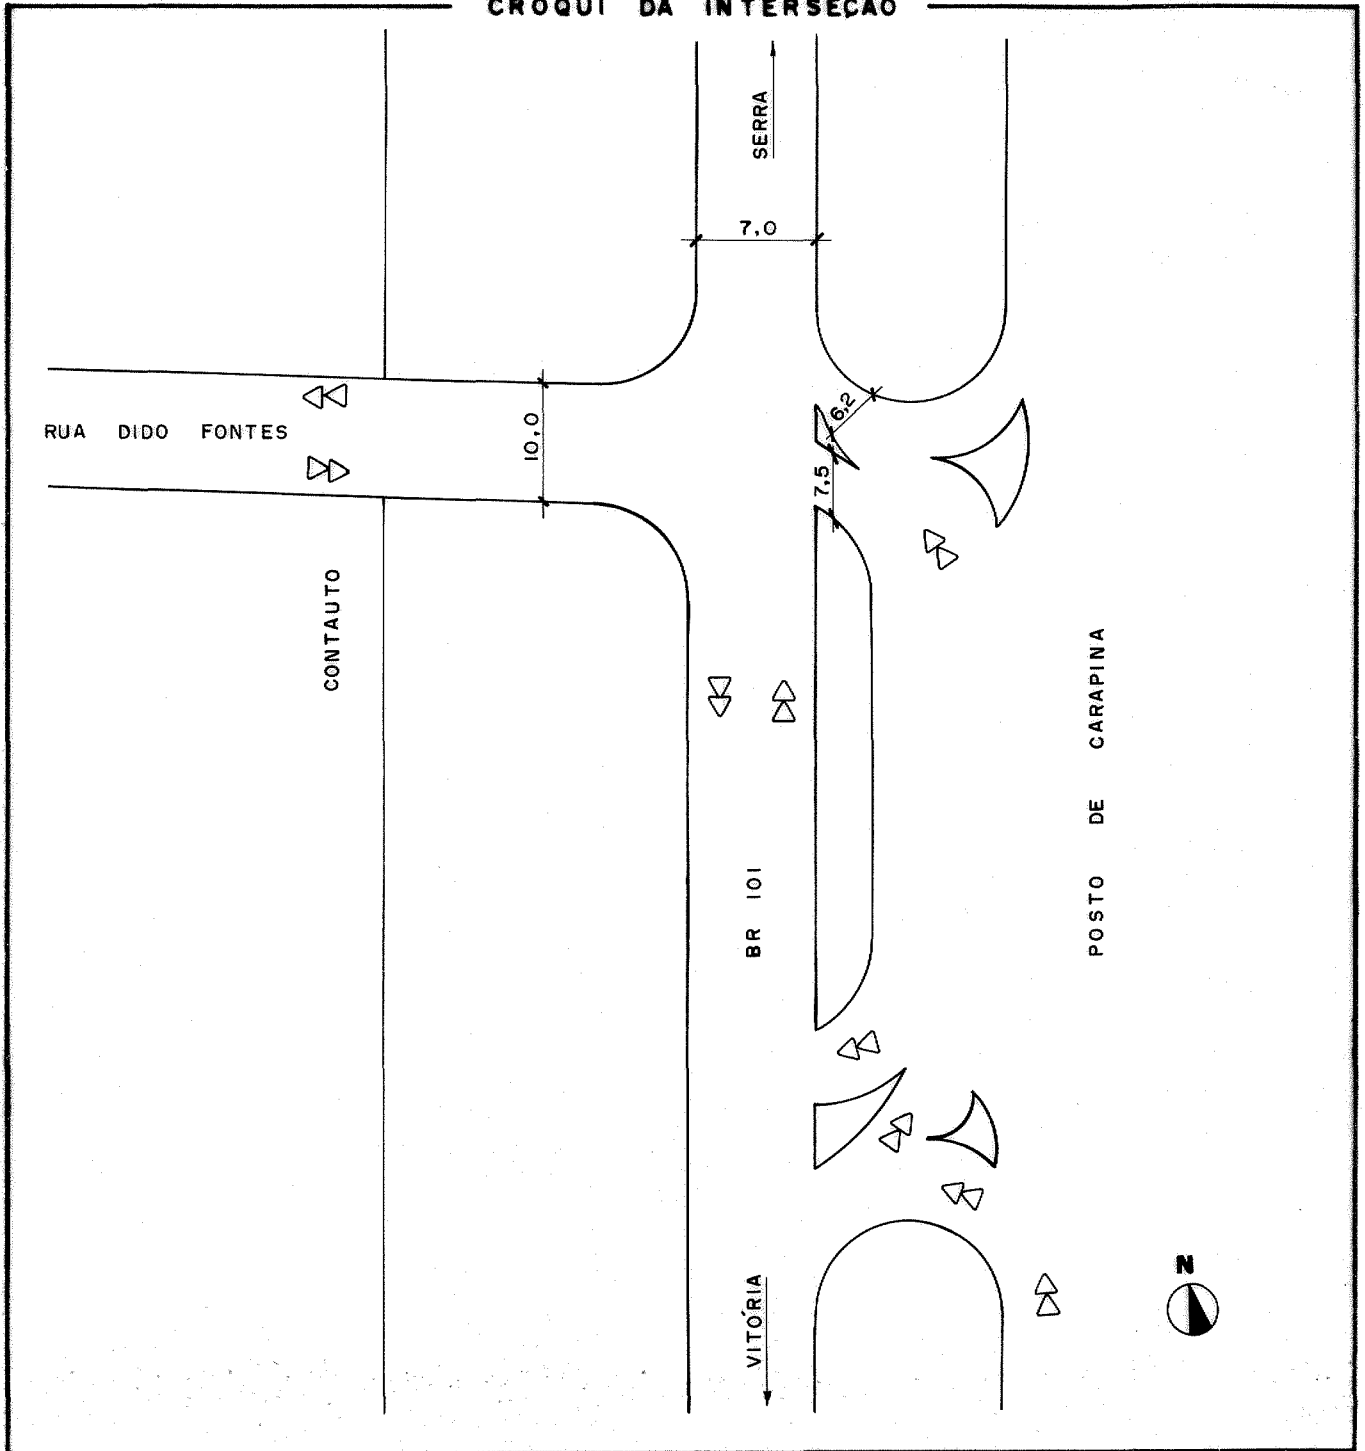 CROQUI DA INTERSEÇÃO
SERRA
7,0
6,2
RUA DIDO FONTES
10,0
7,5
CONTAUTO
POSTO DE CARAPINA
BR 101
VITÓRIA
N